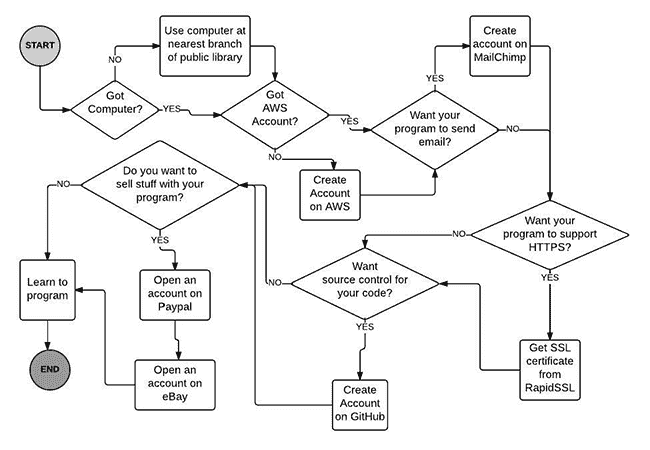 START
NO
Use computer at
nearest branch
of public library
Create
account on
MailChimp
Got
Computer?
YES
Got
AWS
Account?
YES
YES
Want your
program to send
email?
NO
NO
Create
Account
on AWS
Do you want to
sell stuff with your
program?
NO
YES
Want your
program to support
HTTPS?
NO
YES
Want
source control for
your code?
NO
YES
Learn to
program
Open an
account on
Paypal
Get SSL
certificate
from
RapidSSL
END
Open an
account on
eBay
Create
Account
on GitHub